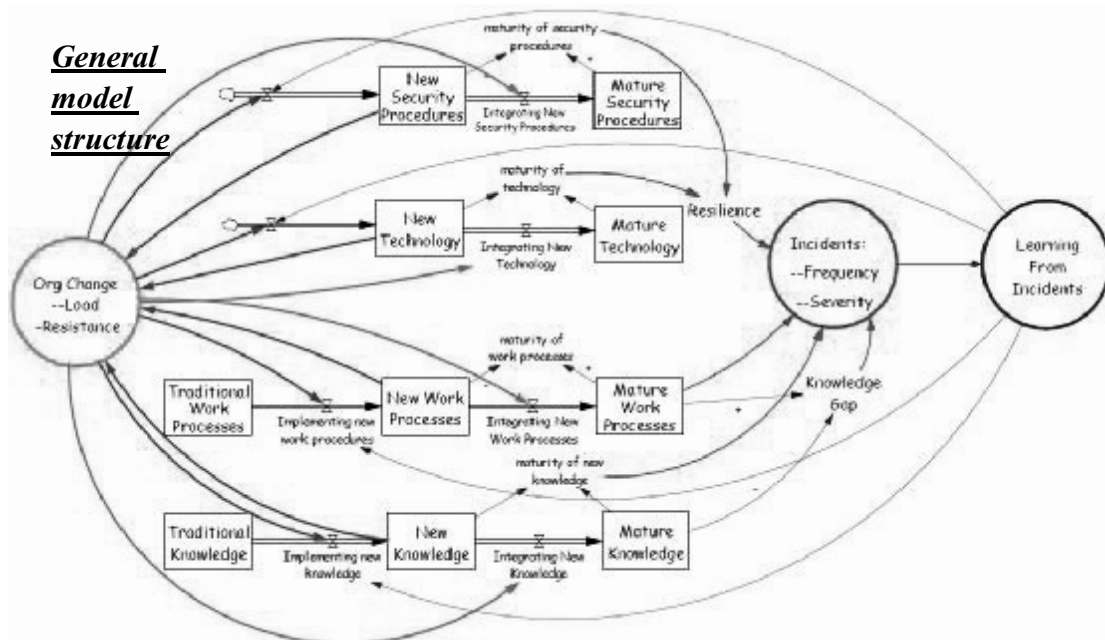 General
model
structure
maturity of security
procedures
New
Security
Procedures
Integrating New
Security Procedures
Mature
Security
Procedures
maturity of
technology
New
Technology
Integrating New
Technology
Mature
Technology
Resilience
Incidents:
--Frequency
--Severity
Learning
From
Incidents
Org Change
--Load
-Resistance
maturity
of work processes
Traditional
Work
Processes
Implementing new
work procedures
New Work
Processes
Integrating New
Work Processes
Mature
Work
Processes
+
Knowledge
Gap
maturity of new
knowledge
Traditional
Knowledge
Implementing new
knowledge
New
Knowledge
Integrating New
Knowledge
Mature
Knowledge